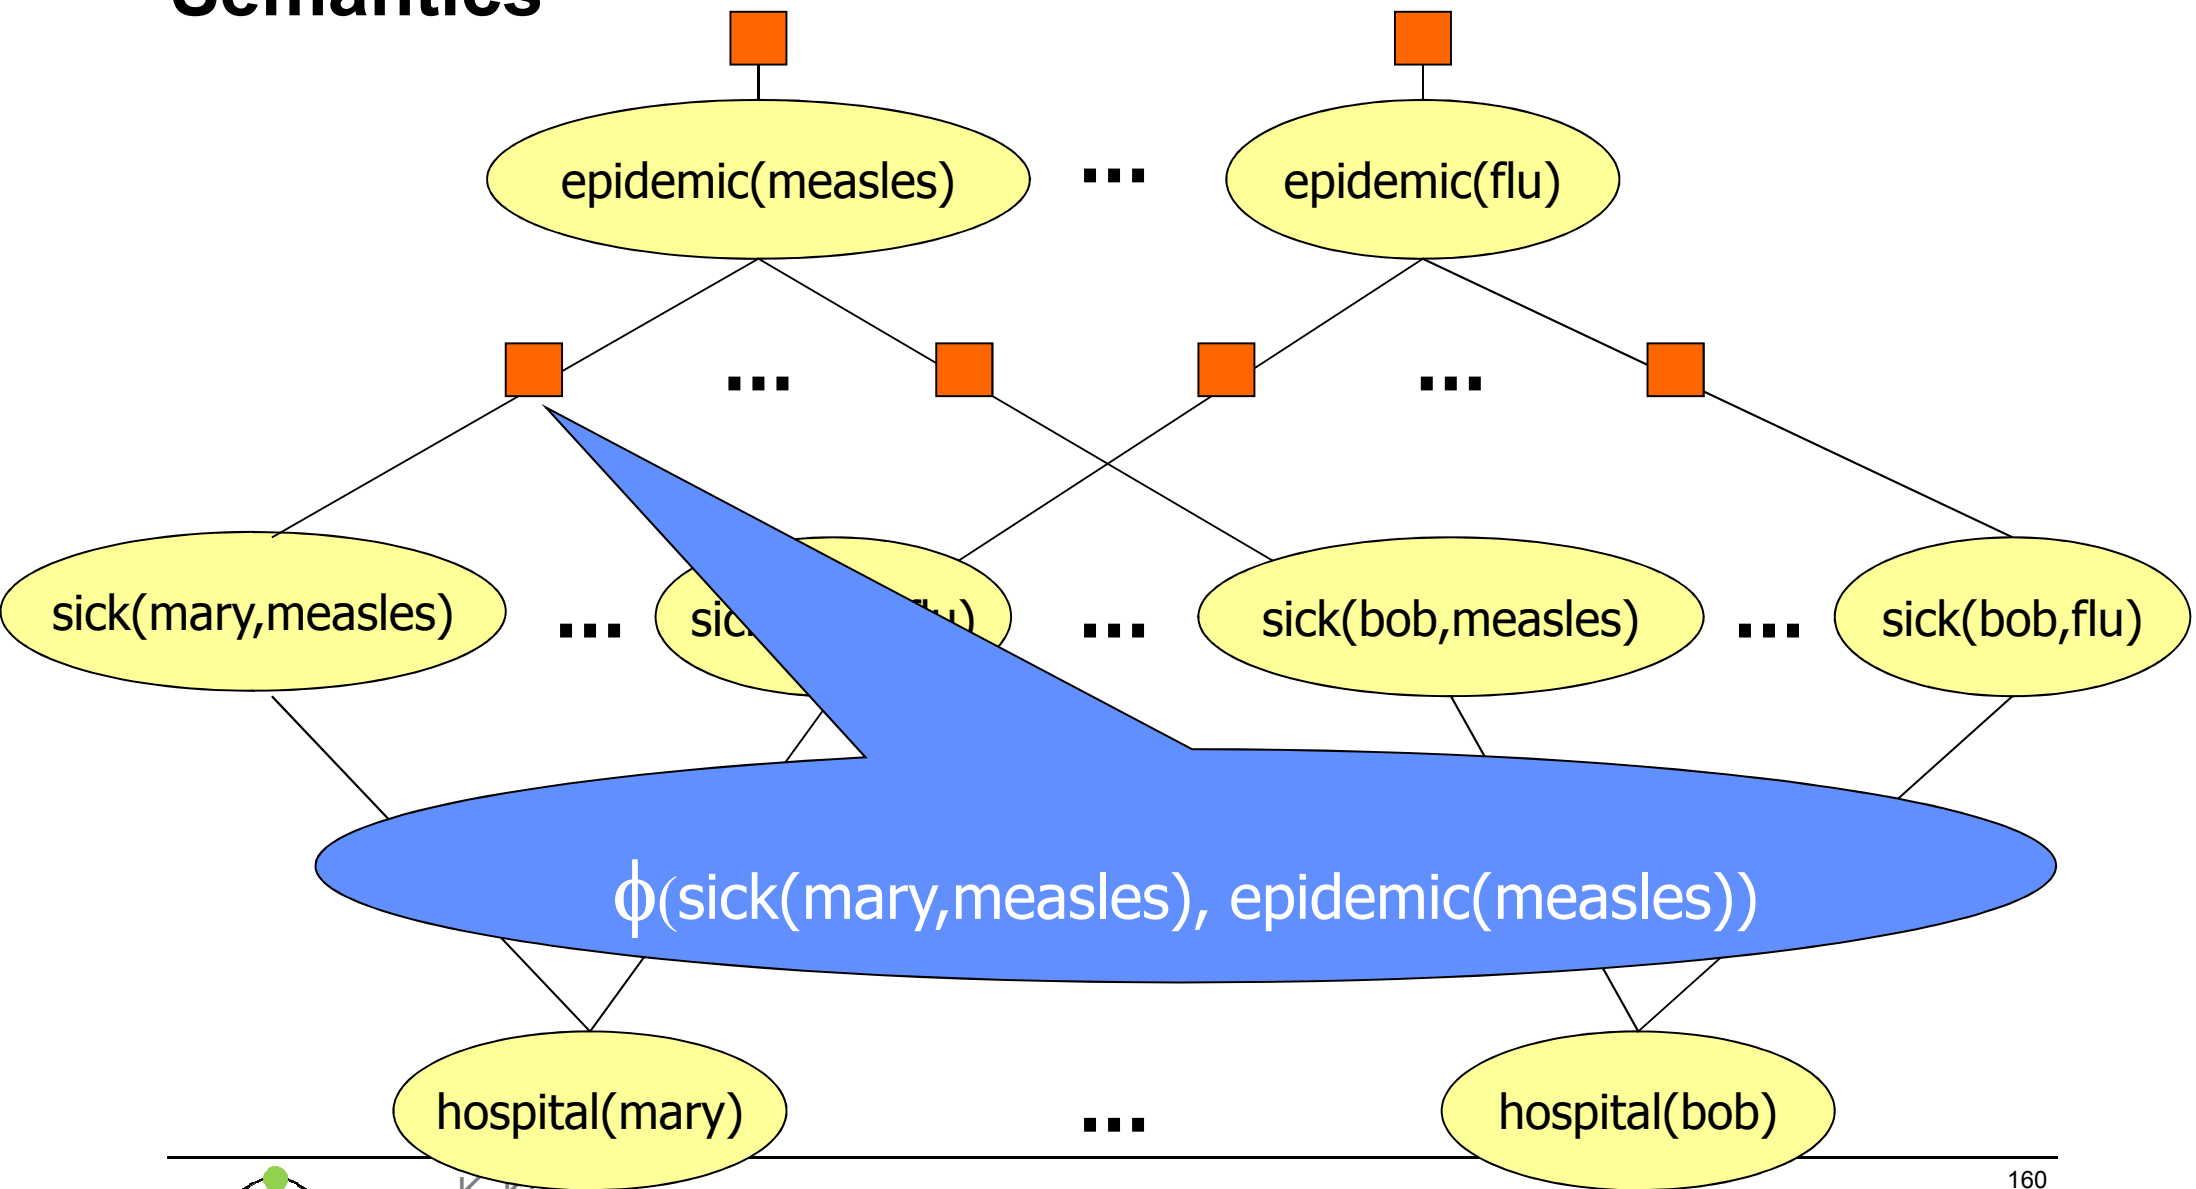 Semantics
epidemic(measles) ... epidemic(flu)
... ...
sick(mary,measles) ... ... sick(bob,measles) ... sick(bob,flu)
ϕ(sick(mary,measles), epidemic(measles))
hospital(mary) ... hospital(bob)
160